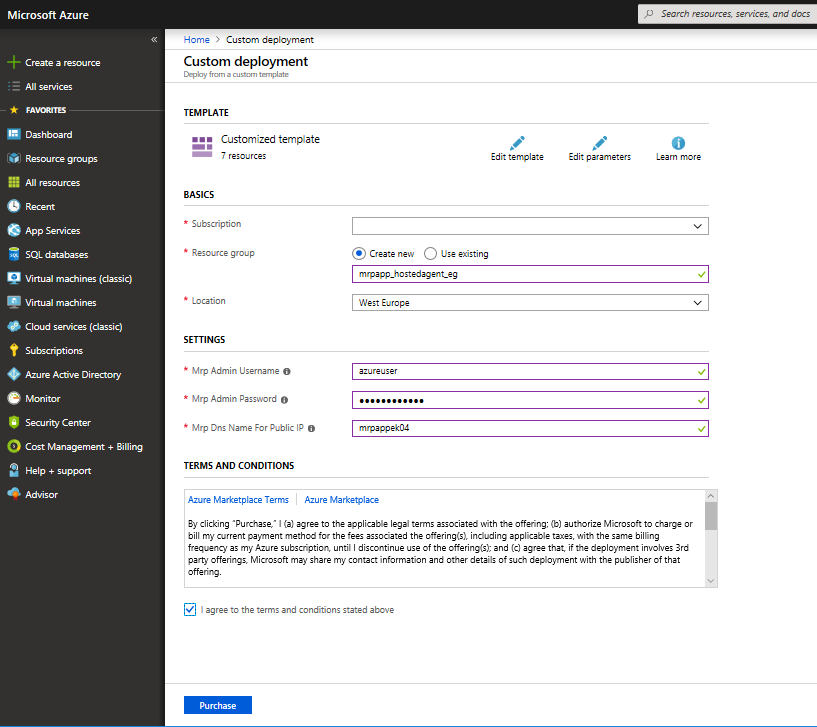 Microsoft Azure
Search resources, services, and docs
«
Create a resource
All services
FAVORITES
Dashboard
Resource groups
All resources
Recent
App Services
SQL databases
Virtual machines (classic)
Virtual machines
Cloud services (classic)
Subscriptions
Azure Active Directory
Monitor
Security Center
Cost Management + Billing
Help + support
Advisor
Home > Custom deployment
Custom deployment
Deploy from a custom template
TEMPLATE
Customized template
7 resources
Edit template
Edit parameters
Learn more
BASICS
* Subscription
* Resource group
Create new
Use existing
mrpapp_hostedagent_eg
* Location
West Europe
SETTINGS
* Mrp Admin Username
azureuser
* Mrp Admin Password
••••••••••••
* Mrp Dns Name For Public IP
mrpappek04
TERMS AND CONDITIONS
Azure Marketplace Terms | Azure Marketplace
By clicking "Purchase," I (a) agree to the applicable legal terms associated with the offering; (b) authorize Microsoft to charge or
bill my current payment method for the fees associated the offering(s), including applicable taxes, with the same billing
frequency as my Azure subscription, until I discontinue use of the offering(s); and (c) agree that, if the deployment involves 3rd
party offerings, Microsoft may share my contact information and other details of such deployment with the publisher of that
offering.
I agree to the terms and conditions stated above
Purchase